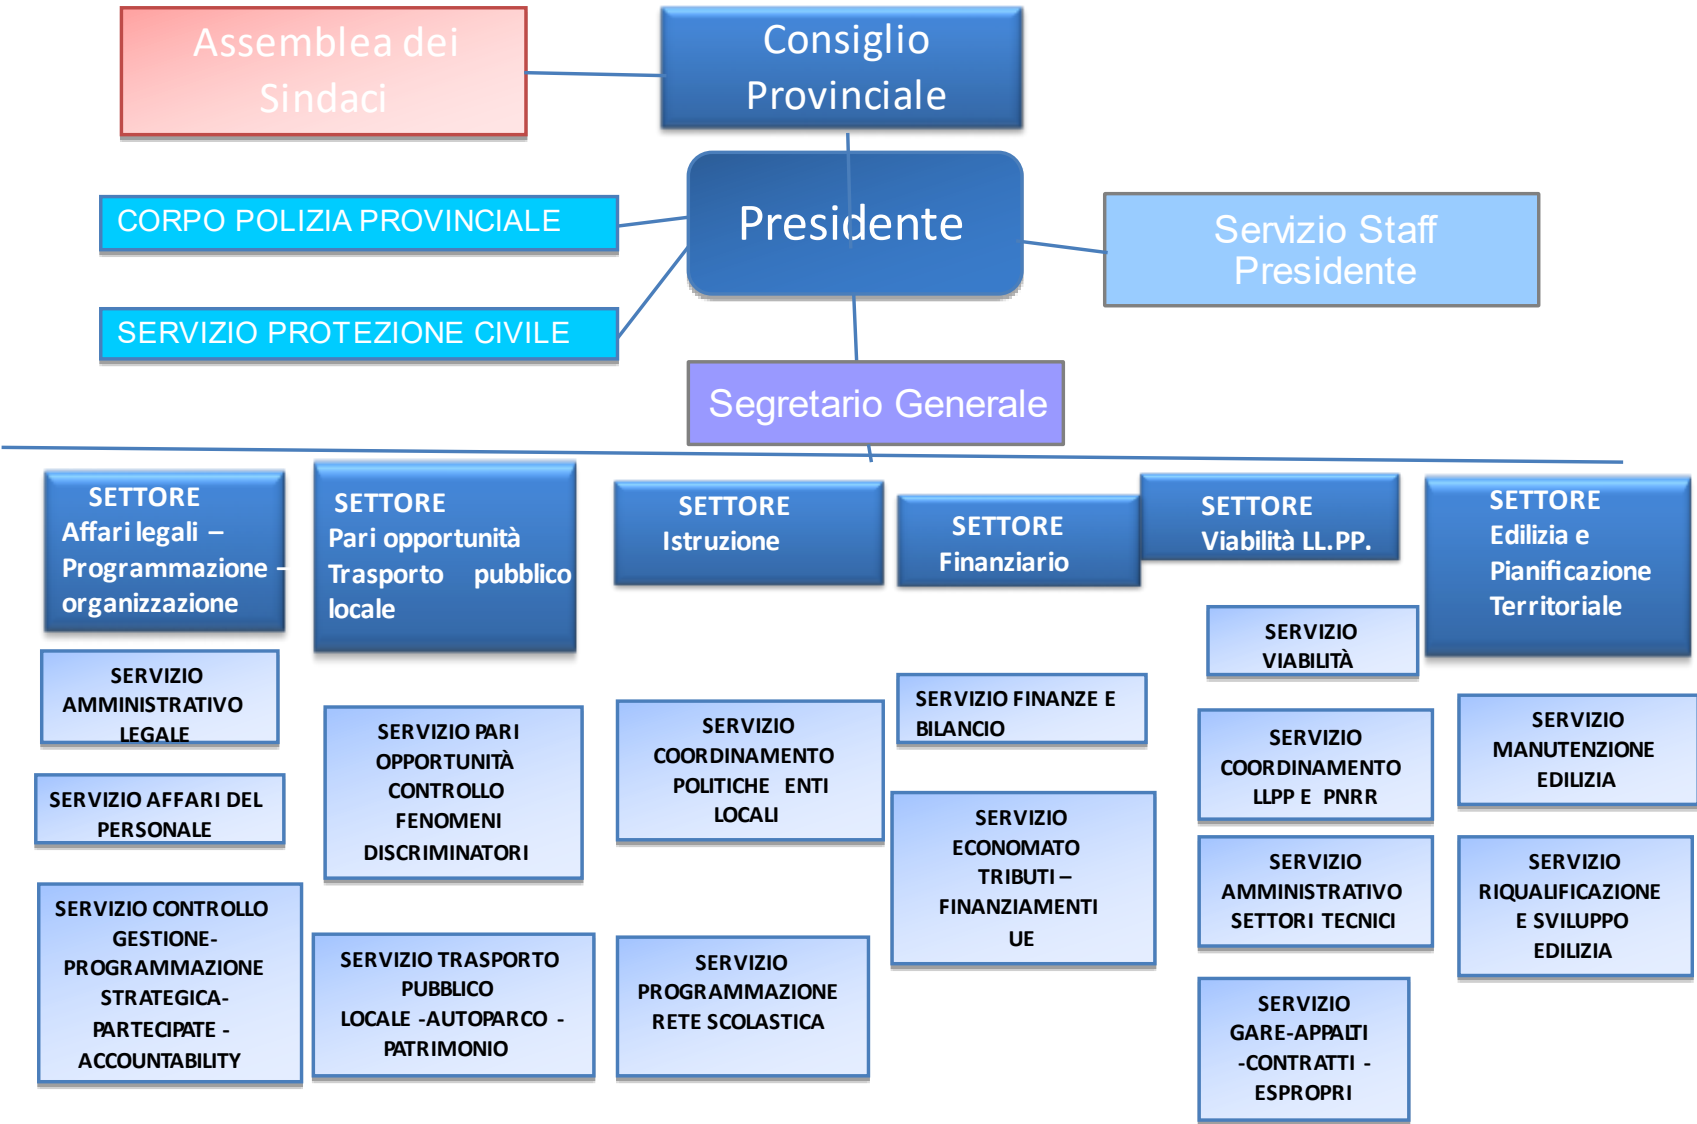 Assemblea dei
Sindaci
Consiglio
Provinciale
CORPO POLIZIA PROVINCIALE
Presidente
Servizio Staff
Presidente
SERVIZIO PROTEZIONE CIVILE
Segretario Generale
SETTORE
Affari legali –
Programmazione –
organizzazione
SERVIZIO
AMMINISTRATIVO
LEGALE
SERVIZIO AFFARI DEL
PERSONALE
SERVIZIO CONTROLLO
GESTIONE-
PROGRAMMAZIONE
STRATEGICA-
PARTECIPATE -
ACCOUNTABILITY
SETTORE
Pari opportunità
Trasporto pubblico
locale
SERVIZIO PARI
OPPORTUNITÀ
CONTROLLO
FENOMENI
DISCRIMINATORI
SERVIZIO TRASPORTO
PUBBLICO
LOCALE -AUTOPARCO -
PATRIMONIO
SETTORE
Istruzione
SERVIZIO
COORDINAMENTO
POLITICHE ENTI
LOCALI
SERVIZIO
PROGRAMMAZIONE
RETE SCOLASTICA
SETTORE
Finanziario
SERVIZIO FINANZE E
BILANCIO
SERVIZIO
ECONOMATO
TRIBUTI –
FINANZIAMENTI
UE
SETTORE
Viabilità LL.PP.
SERVIZIO
VIABILITÀ
SERVIZIO
COORDINAMENTO
LLPP E PNRR
SERVIZIO
AMMINISTRATIVO
SETTORI TECNICI
SERVIZIO
GARE-APPALTI
-CONTRATTI -
ESPROPRI
SETTORE
Edilizia e
Pianificazione
Territoriale
SERVIZIO
MANUTENZIONE
EDILIZIA
SERVIZIO
RIQUALIFICAZIONE
E SVILUPPO
EDILIZIA